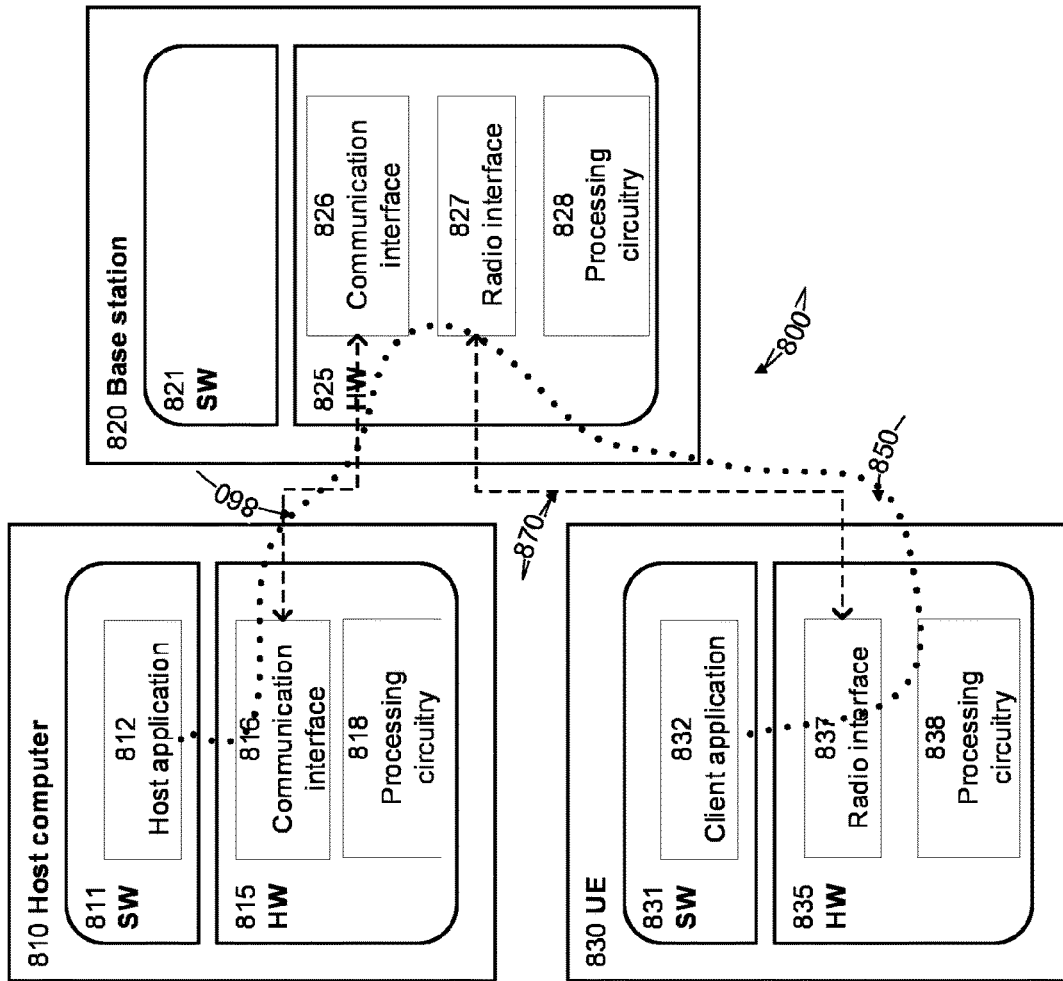 810 Host computer
811
SW
812
Host application
815
HW
816
Communication
interface
818
Processing
circuitry
820 Base station
821
SW
825
HW
826
Communication
interface
827
Radio interface
828
Processing
circuitry
830 UE
831
SW
832
Client application
835
HW
837
Radio interface
838
Processing
circuitry
860
870
850
800